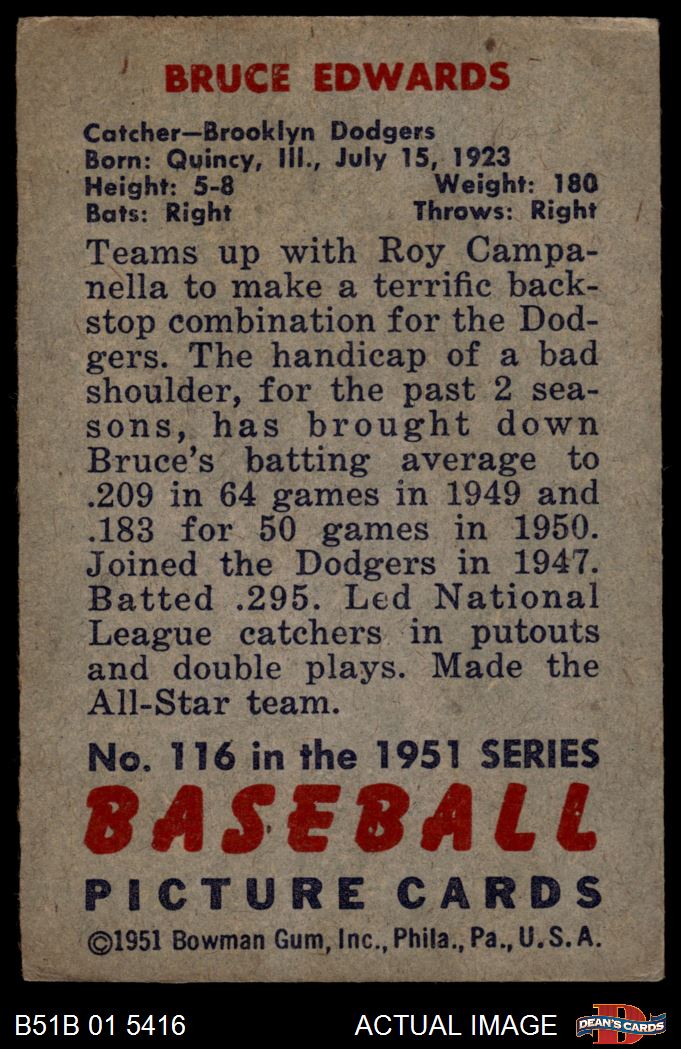 BRUCE EDWARDS
Catcher—Brooklyn Dodgers
Born: Quincy, Ill., July 15, 1923
Height: 5-8 Weight: 180
Bats: Right Throws: Right
Teams up with Roy Campa-
nella to make a terrific back-
stop combination for the Dod-
gers. The handicap of a bad
shoulder, for the past 2 sea-
sons, has brought down
Bruce's batting average to
.209 in 64 games in 1949 and
.183 for 50 games in 1950.
Joined the Dodgers in 1947.
Batted .295. Led National
League catchers in putouts
and double plays. Made the
All-Star team.
No. 116 in the 1951 SERIES
BASEBALL
PICTURE CARDS
©1951 Bowman Gum, Inc., Phila., Pa., U.S.A.
B51B 01 5416 ACTUAL IMAGE DEAN'S CARDS